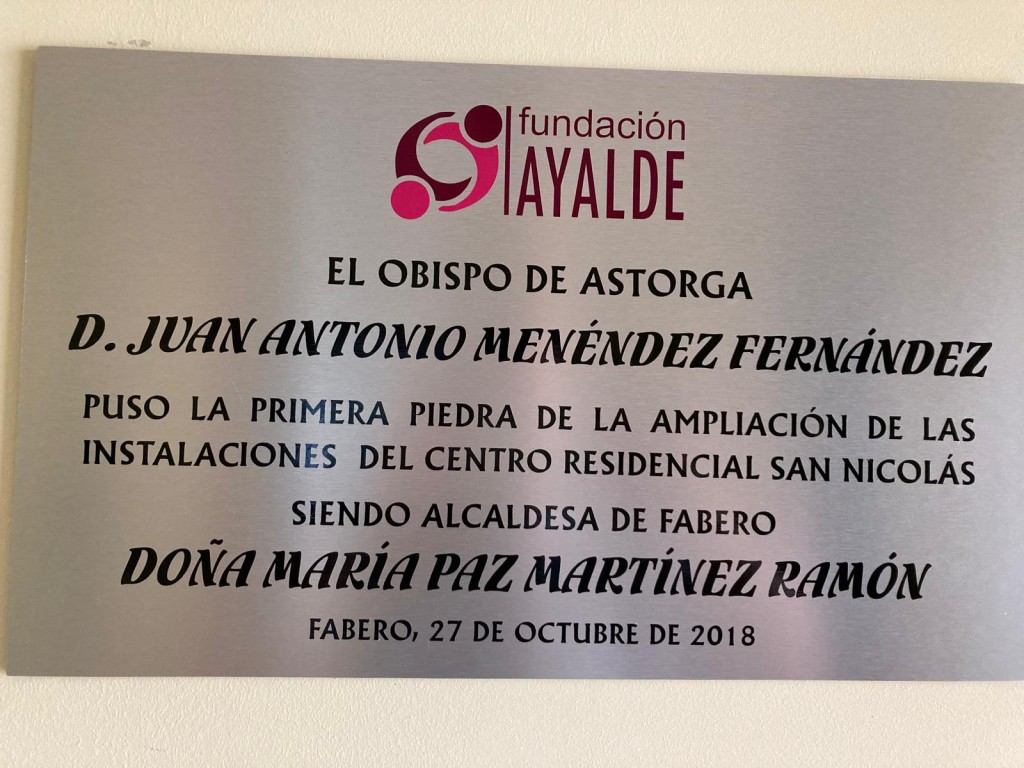 fundación
AYALDE
EL OBISPO DE ASTORGA
D. JUAN ANTONIO MENÉNDEZ FERNÁNDEZ
PUSO LA PRIMERA PIEDRA DE LA AMPLIACIÓN DE LAS
INSTALACIONES DEL CENTRO RESIDENCIAL SAN NICOLÁS
SIENDO ALCALDESA DE FABERO
DOÑA MARÍA PAZ MARTÍNEZ RAMÓN
FABERO, 27 DE OCTUBRE DE 2018